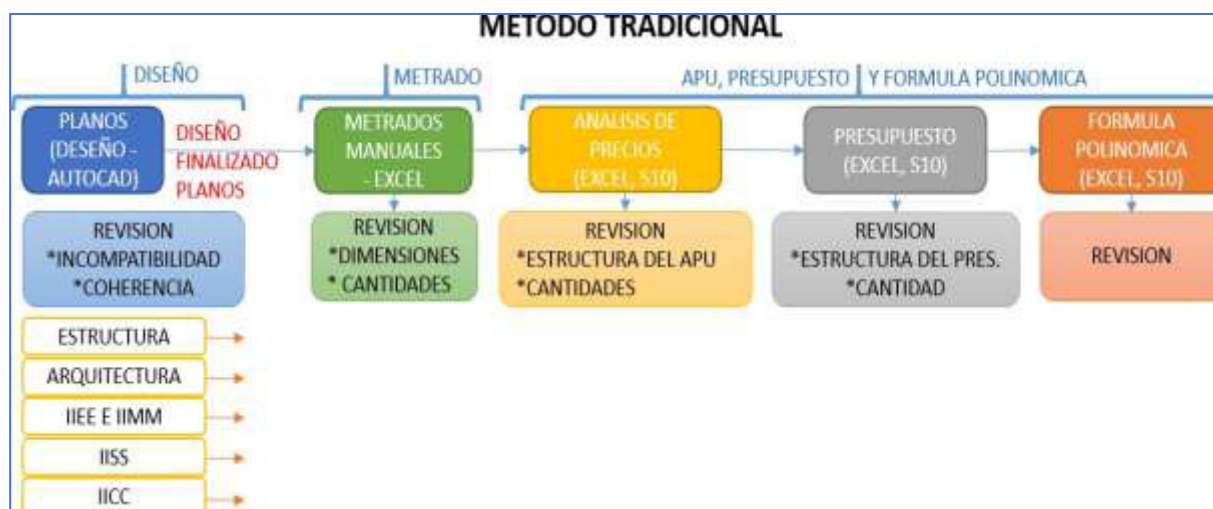 METODO TRADICIONAL
DISEÑO
METRADO
APU, PRESUPUESTO Y FORMULA POLINOMICA
PLANOS
(DESEÑO -
AUTOCAD)
DISEÑO
FINALIZADO
PLANOS
METRADOS
MANUALES
- EXCEL
ANALISIS DE
PRECIOS
(EXCEL, S10)
PRESUPUESTO
(EXCEL, S10)
FORMULA
POLINOMICA
(EXCEL, S10)
REVISION
*INCOMPATIBILIDAD
*COHERENCIA
REVISION
*DIMENSIONES
* CANTIDADES
REVISION
*ESTRUCTURA DEL APU
*CANTIDADES
REVISION
*ESTRUCTURA DEL PRES.
*CANTIDAD
REVISION
ESTRUCTURA
ARQUITECTURA
IIEE E IIMM
IISS
IICC